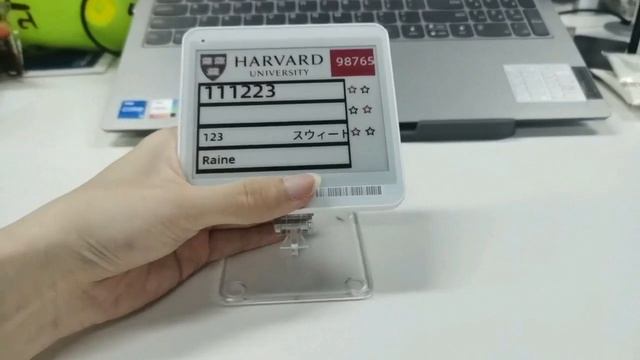 HARVARD
UNIVERSITY
98765
111223
☆☆
☆☆
123 スウィート
☆☆
Raine